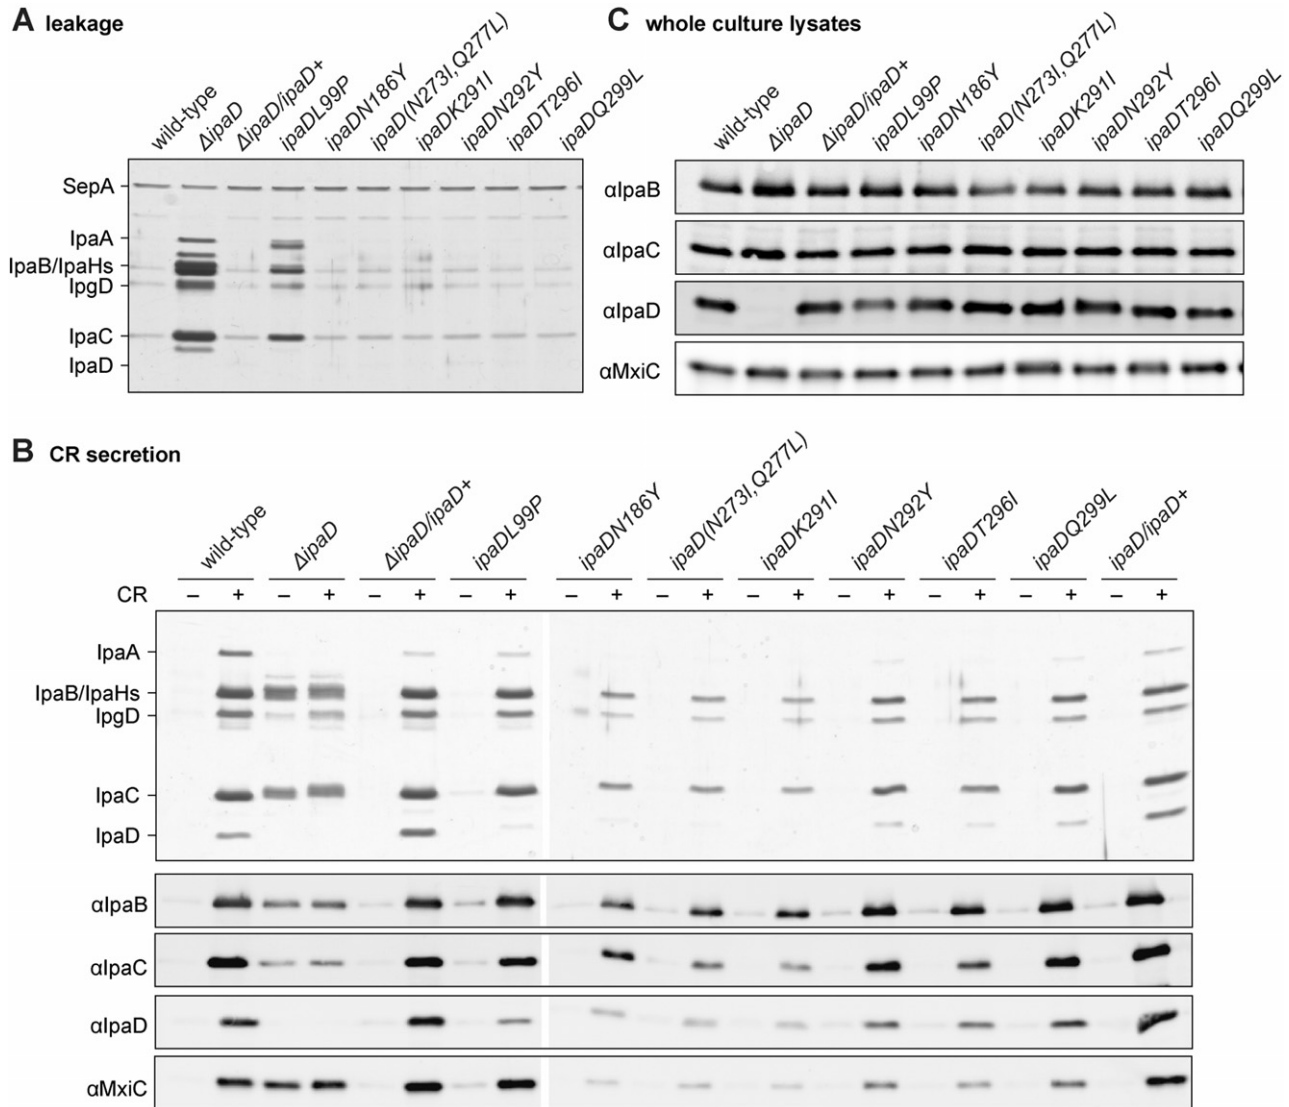 A leakage
wild-type
ΔipaD
ΔipaD/ipaD+
ipaDL99P
ipaDN186Y
ipaD(N273I, Q277L)
ipaDK291I
ipaDN292Y
ipaDT296I
ipaDQ299L
SepA
IpaA
IpaB/IpaHs
IpgD
IpaC
IpaD
C whole culture lysates
wild-type
ΔipaD
ΔipaD/ipaD+
ipaDL99P
ipaDN186Y
ipaD(N273I, Q277L)
ipaDK291I
ipaDN292Y
ipaDT296I
ipaDQ299L
αIpaB
αIpaC
αIpaD
αMxiC
B CR secretion
wild-type
ΔipaD
ΔipaD/ipaD+
ipaDL99P
ipaDN186Y
ipaD(N273I, Q277L)
ipaDK291I
ipaDN292Y
ipaDT296I
ipaDQ299L
ipaD/ipaD+
CR – + – + – + – + – + – + – + – + – + – + – +
IpaA
IpaB/IpaHs
IpgD
IpaC
IpaD
αIpaB
αIpaC
αIpaD
αMxiC